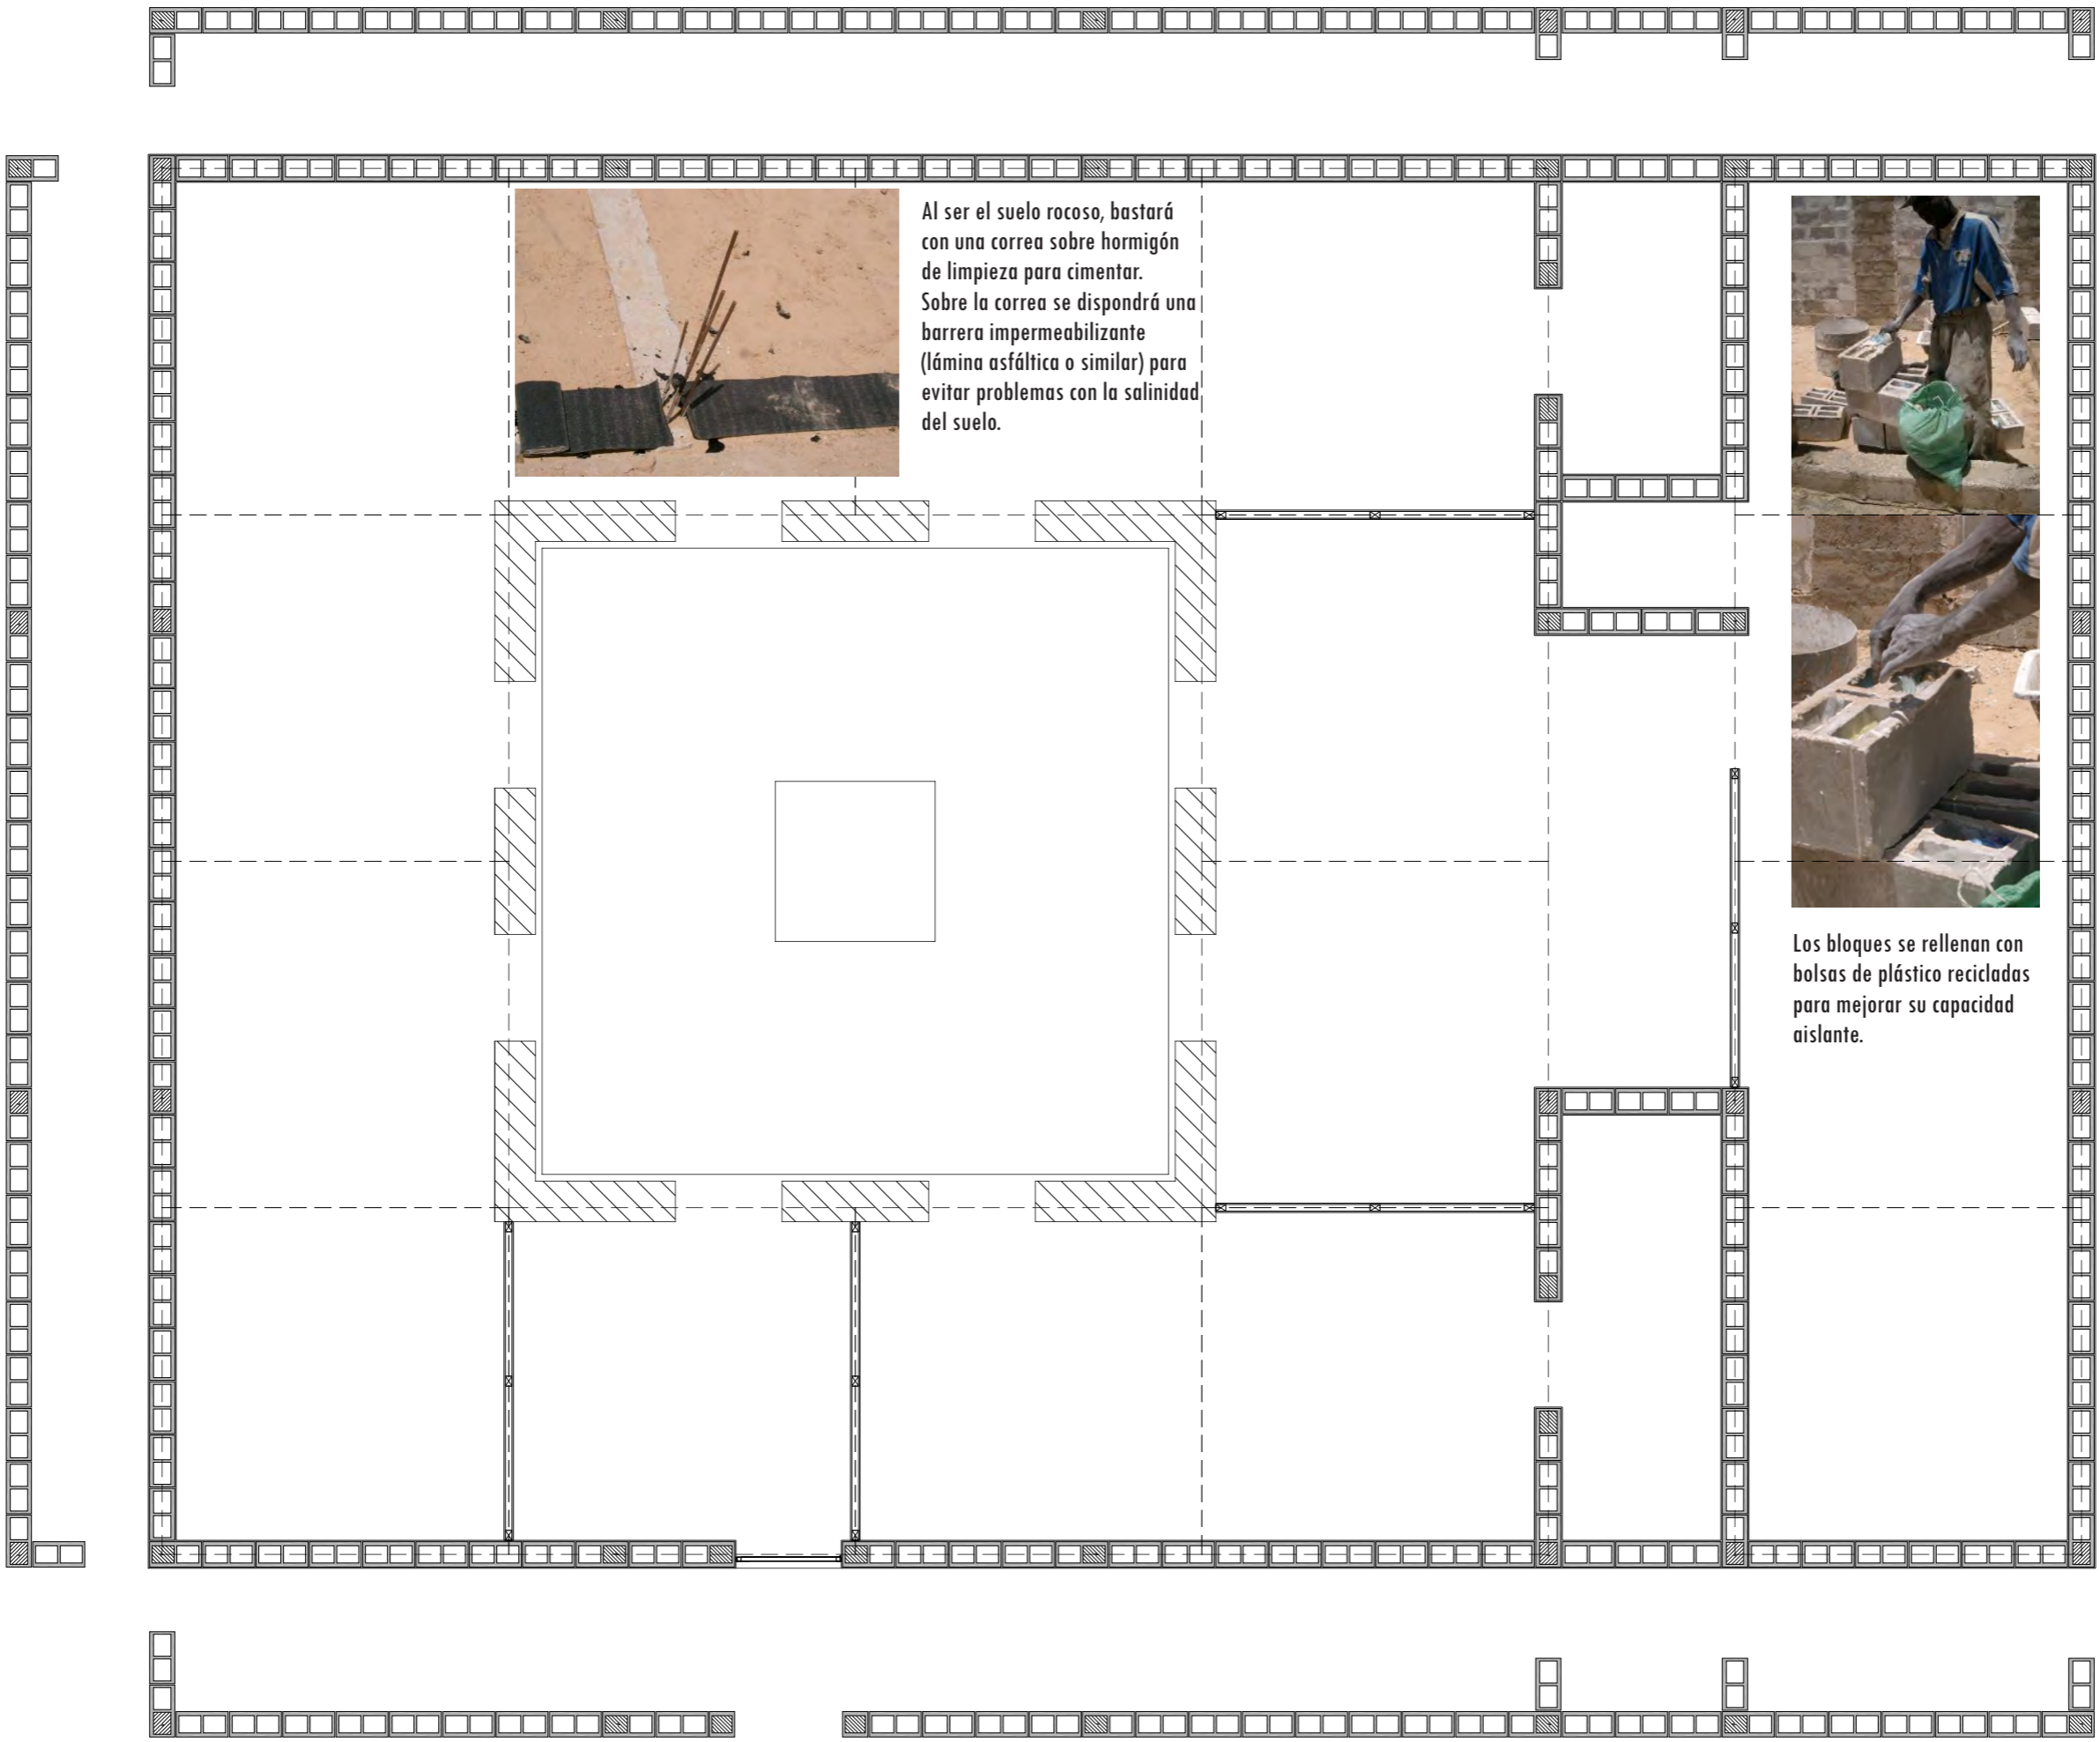 Al ser el suelo rocoso, bastará
con una correa sobre hormigón
de limpieza para cimentar.
Sobre la correa se dispondrá una
barrera impermeabilizante
(lámina asfáltica o similar) para
evitar problemas con la salinidad
del suelo.
Los bloques se rellenan con
bolsas de plástico recicladas
para mejorar su capacidad
aislante.